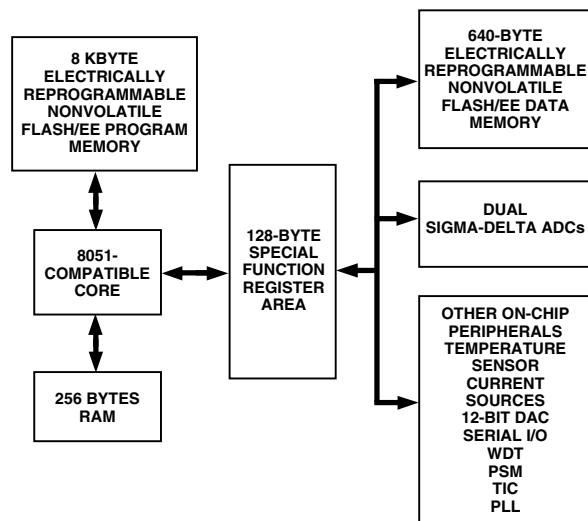 8 KBYTE
ELECTRICALLY
REPROGRAMMABLE
NONVOLATILE
FLASH/EE PROGRAM
MEMORY
8051-
COMPATIBLE
CORE
256 BYTES
RAM
128-BYTE
SPECIAL
FUNCTION
REGISTER
AREA
640-BYTE
ELECTRICALLY
REPROGRAMMABLE
NONVOLATILE
FLASH/EE DATA
MEMORY
DUAL
SIGMA-DELTA ADCs
OTHER ON-CHIP
PERIPHERALS
TEMPERATURE
SENSOR
CURRENT
SOURCES
12-BIT DAC
SERIAL I/O
WDT
PSM
TIC
PLL